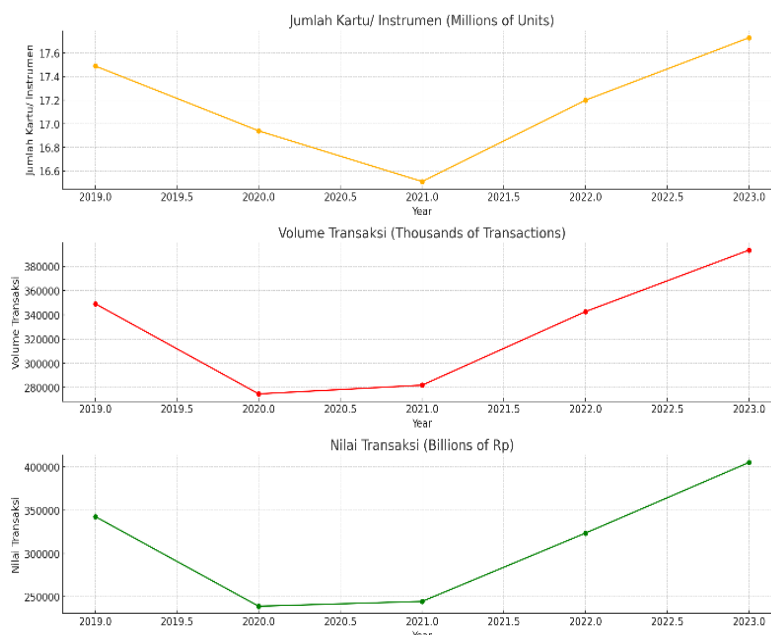 Jumlah Kartu/ Instrumen (Millions of Units)
Jumlah Kartu/ Instrumen
17.6
17.4
17.2
17.0
16.8
16.6
2019.0 2019.5 2020.0 2020.5 2021.0 2021.5 2022.0 2022.5 2023.0
Year
Volume Transaksi (Thousands of Transactions)
Volume Transaksi
380000
360000
340000
320000
300000
280000
2019.0 2019.5 2020.0 2020.5 2021.0 2021.5 2022.0 2022.5 2023.0
Year
Nilai Transaksi (Billions of Rp)
Nilai Transaksi
400000
350000
300000
250000
2019.0 2019.5 2020.0 2020.5 2021.0 2021.5 2022.0 2022.5 2023.0
Year